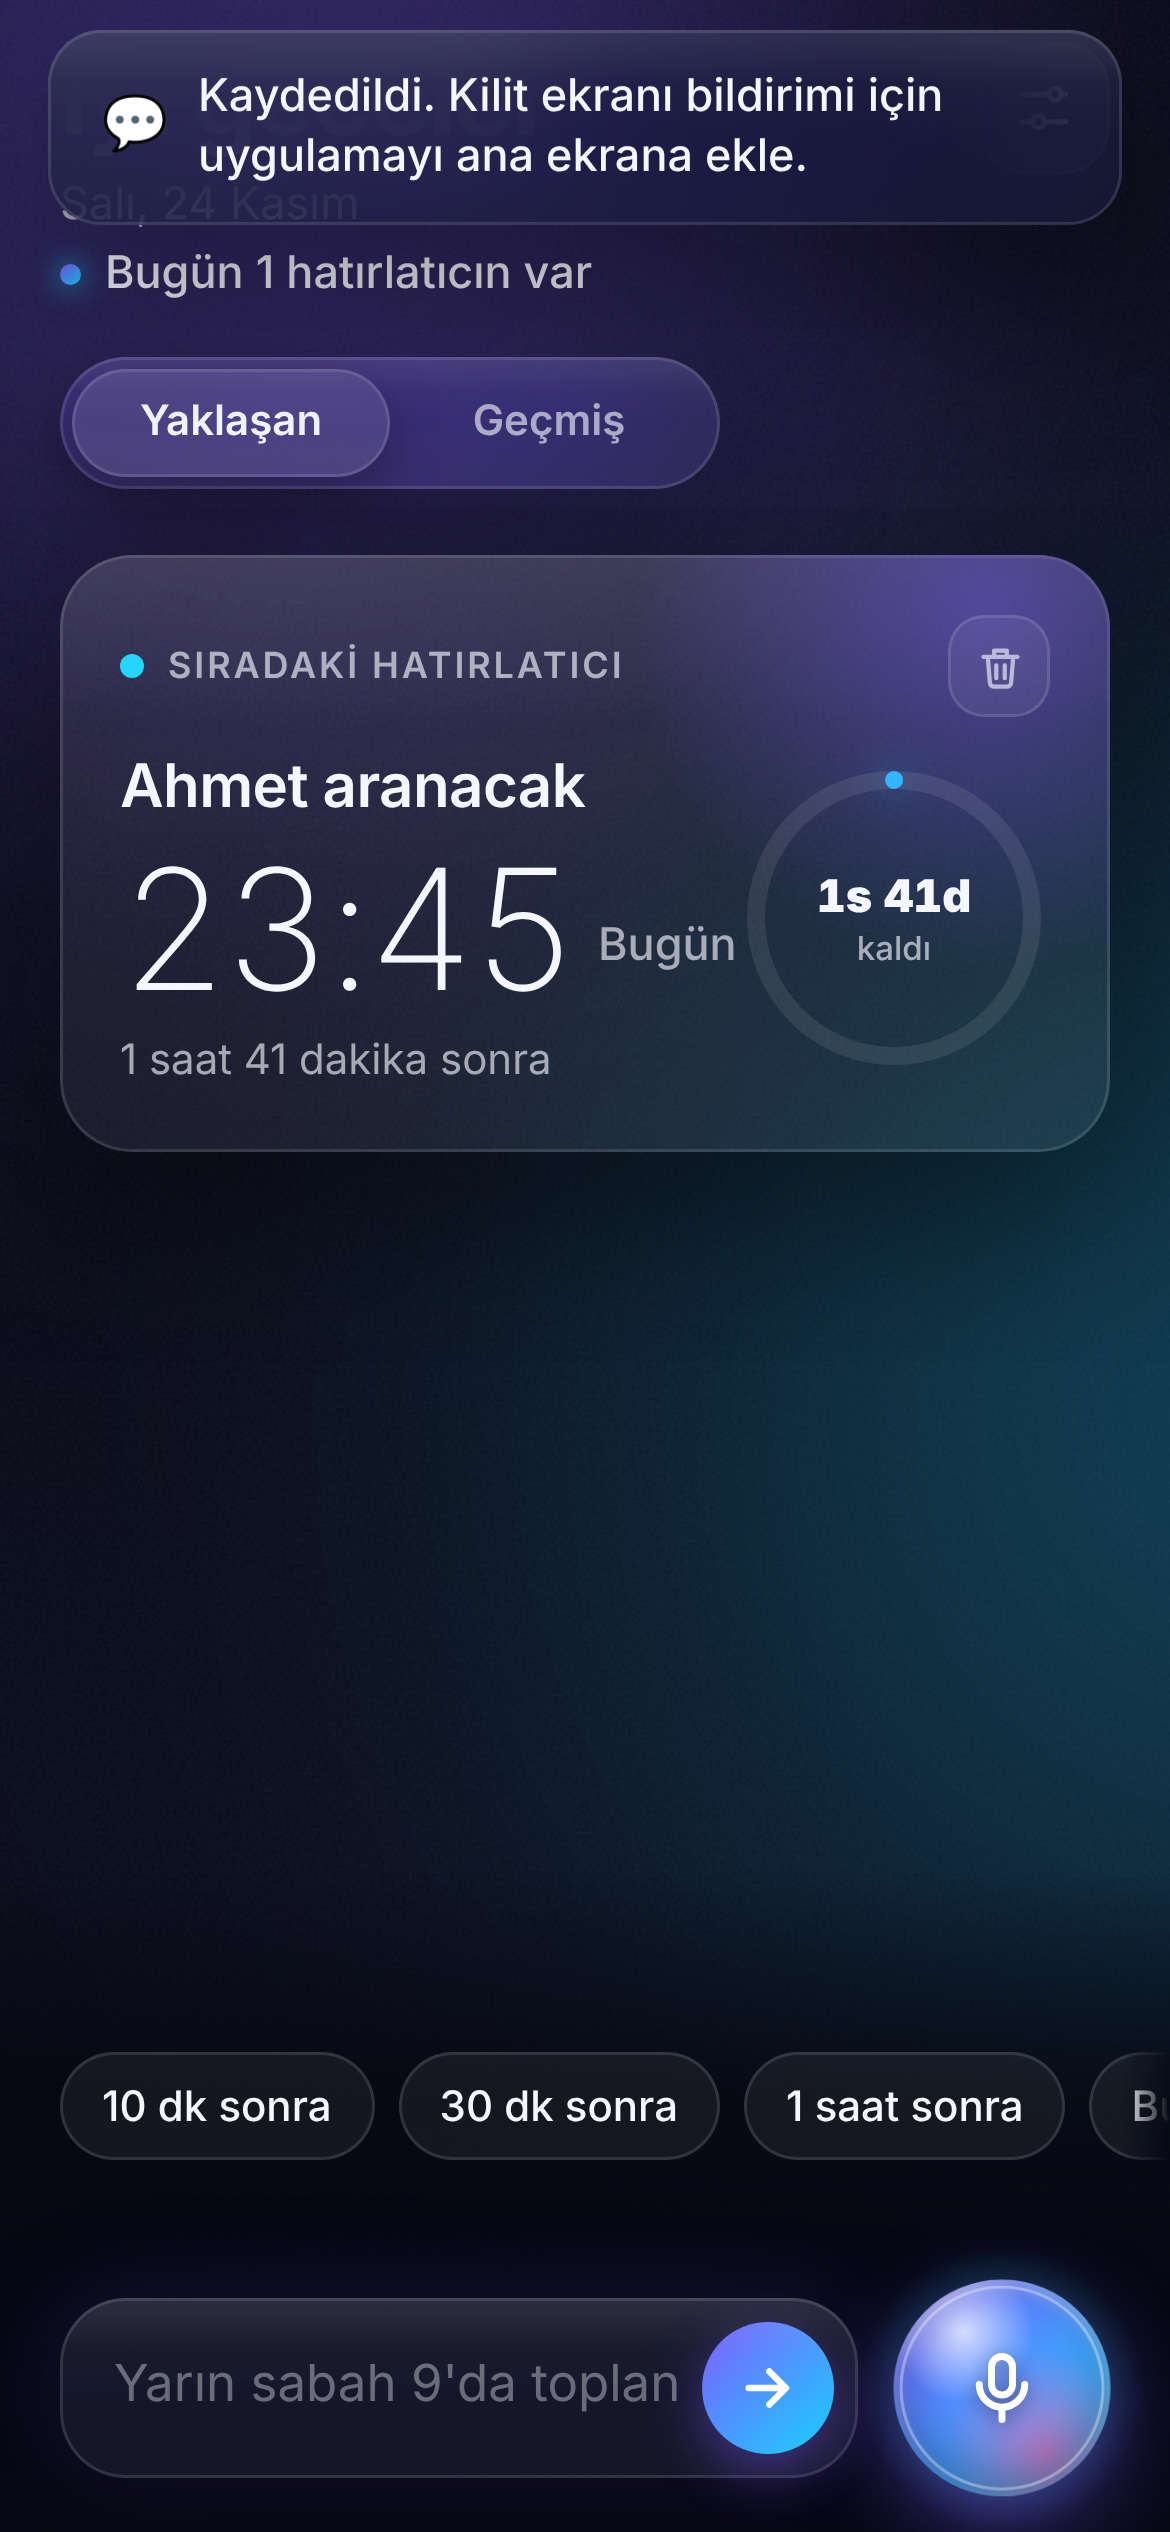 Kaydedildi. Kilit ekranı bildirimi için
uygulamayı ana ekrana ekle.
Salı, 24 Kasım
Bugün 1 hatırlatıcın var
Yaklaşan
Geçmiş
SIRADAKİ HATIRLATICI
Ahmet aranacak
23:45 Bugün
1s 41d
kaldı
1 saat 41 dakika sonra
10 dk sonra
30 dk sonra
1 saat sonra
Yarın sabah 9'da toplan